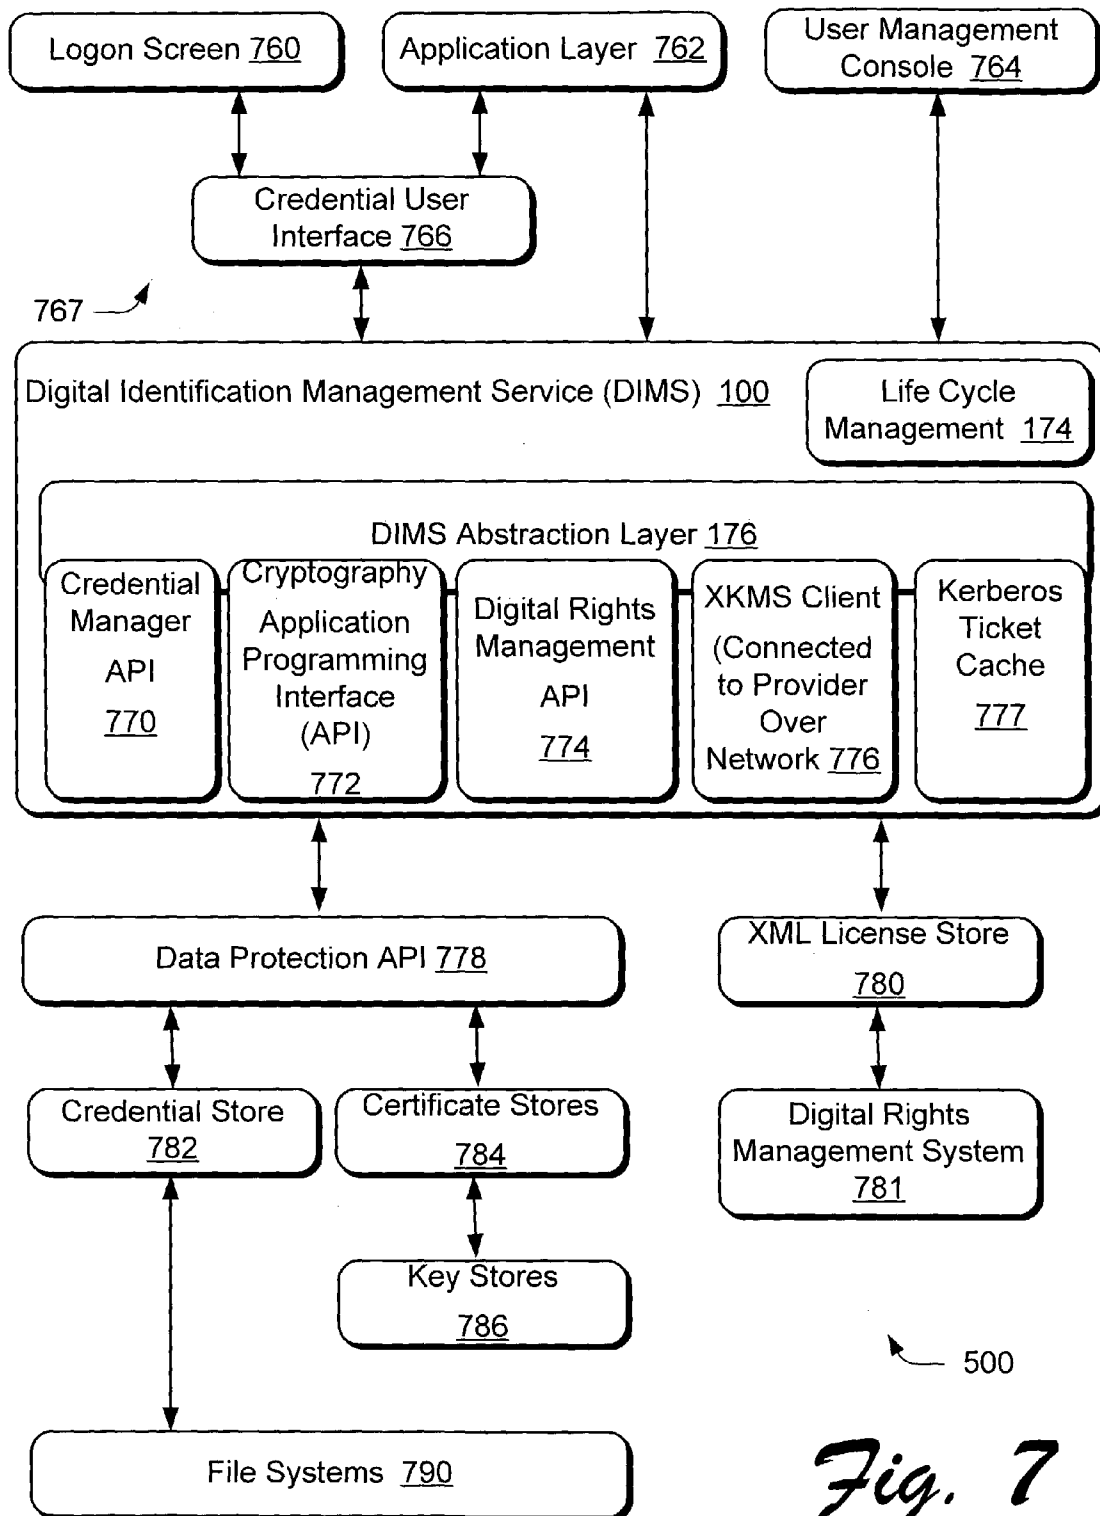 Logon Screen 760
Application Layer 762
User Management
Console 764
Credential User
Interface 766
767
Digital Identification Management Service (DIMS) 100
Life Cycle
Management 174
DIMS Abstraction Layer 176
Credential
Manager
API
770
Cryptography
Application
Programming
Interface
(API)
772
Digital Rights
Management
API
774
XKMS Client
(Connected
to Provider
Over
Network 776
Kerberos
Ticket
Cache
777
Data Protection API 778
XML License Store
780
Credential Store
782
Certificate Stores
784
Digital Rights
Management System
781
Key Stores
786
500
File Systems 790
Fig. 7